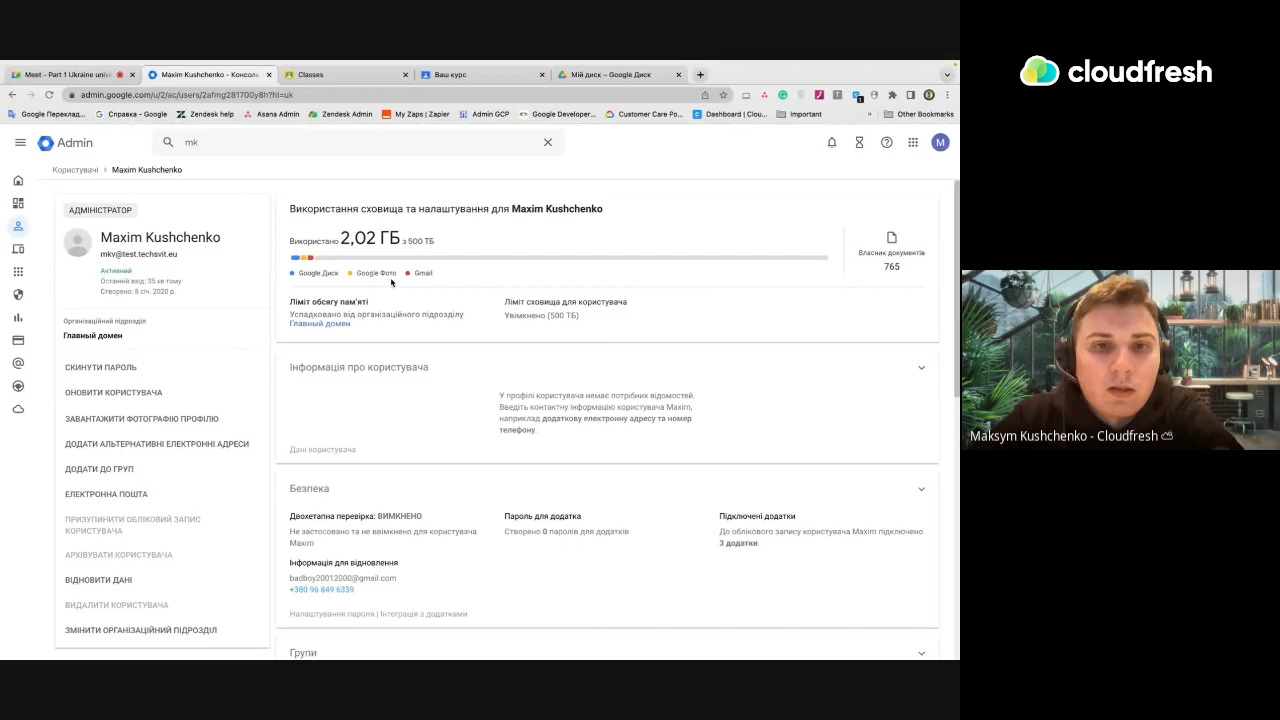 Meet – Part 1 Ukraine univ
Maxim Kushchenko – Консоль
Classes
Ваш курс
Мій диск – Google Диск
admin.google.com/u/2/ac/users/2afmg281700y8h?hl=uk
Google Переклад...
Справка – Google
Zendesk help
Asana Admin
Zendesk Admin
My Zaps | Zapier
Admin GCP
Google Developer...
Customer Care Po...
Dashboard | Clou...
Important
Other Bookmarks
Admin
mk
M
Користувачі › Maxim Kushchenko
АДМІНІСТРАТОР
Maxim Kushchenko
mkv@test.techsvit.eu
Активний
Останній вхід: 35 хв тому
Створено: 8 січ. 2020 р.
Організаційний підрозділ
Главный домен
СКИНУТИ ПАРОЛЬ
ОНОВИТИ КОРИСТУВАЧА
ЗАВАНТАЖИТИ ФОТОГРАФІЮ ПРОФІЛЮ
ДОДАТИ АЛЬТЕРНАТИВНІ ЕЛЕКТРОННІ АДРЕСИ
ДОДАТИ ДО ГРУП
ЕЛЕКТРОННА ПОШТА
ПРИЗУПИНИТИ ОБЛІКОВИЙ ЗАПИС
КОРИСТУВАЧА
АРХІВУВАТИ КОРИСТУВАЧА
ВІДНОВИТИ ДАНІ
ВИДАЛИТИ КОРИСТУВАЧА
ЗМІНИТИ ОРГАНІЗАЦІЙНИЙ ПІДРОЗДІЛ
Використання сховища та налаштування для Maxim Kushchenko
Використано 2,02 ГБ з 500 ТБ
Google Диск Google Фото Gmail
Власник документів
765
Ліміт обсягу пам'яті
Успадковано від організаційного підрозділу
Главный домен
Ліміт сховища для користувача
Увімкнено (500 ТБ)
Інформація про користувача
У профілі користувача немає потрібних відомостей.
Введіть контактну інформацію користувача Maxim,
наприклад додаткову електронну адресу та номер
телефону.
Дані користувача
Безпека
Двохетапна перевірка: ВИМКНЕНО
Не застосовано та не ввімкнено для користувача
Maxim
Пароль для додатка
Створено 0 паролів для додатків
Підключені додатки
До облікового запису користувача Maxim підключено
3 додатки
Інформація для відновлення
badboy20012000@gmail.com
+380 96 849 6339
Налаштування пароля | Інтеграція з додатками
Групи
cloudfresh
Maksym Kushchenko - Cloudfresh